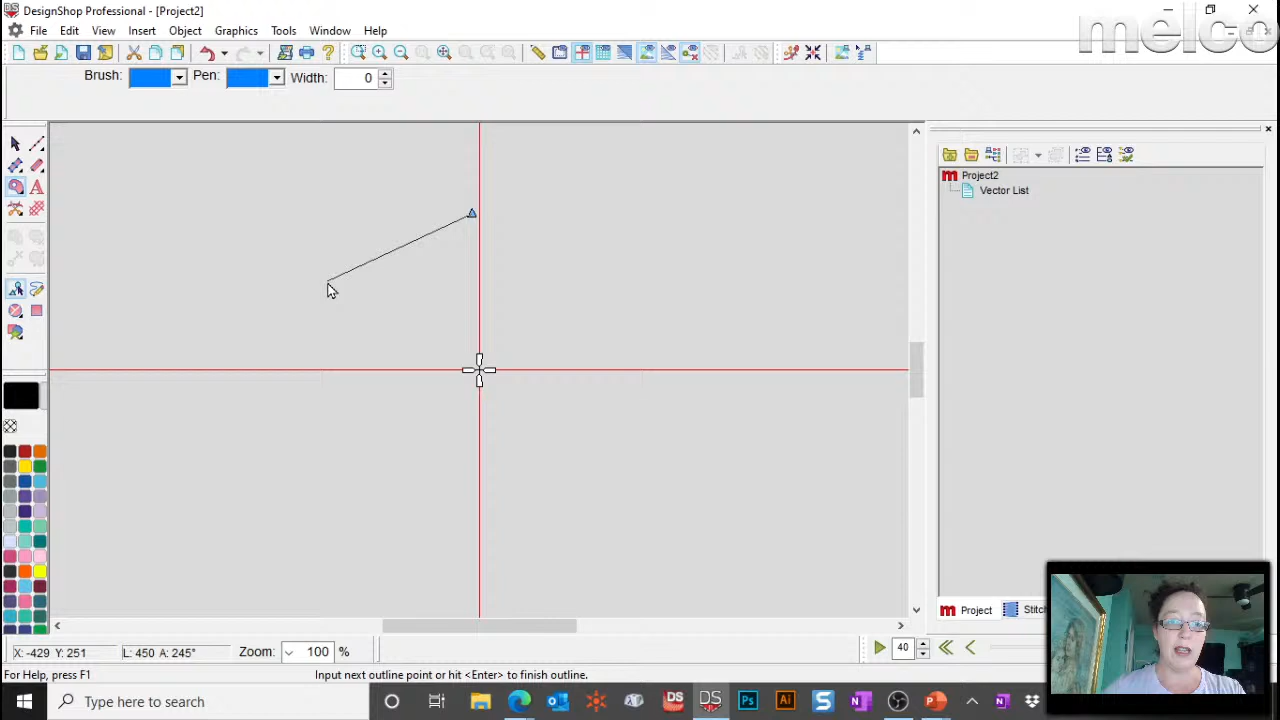 DesignShop Professional - [Project2]
melco
File Edit View Insert Object Graphics Tools Window Help
Brush: Pen: Width: 0
Project2
Vector List
Project Stitch
X: -429 Y: 251 L: 450 A: 245° Zoom: 100 % 40
For Help, press F1 Input next outline point or hit <Enter> to finish outline.
Type here to search